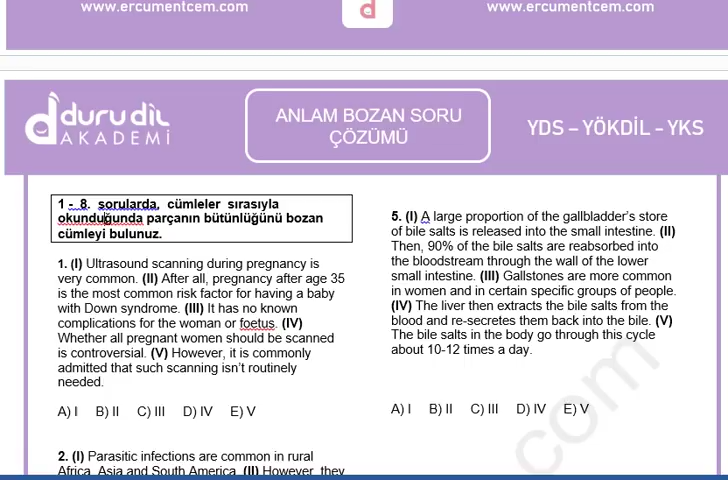 www.ercumentcem.com
d
www.ercumentcem.com
d durudil
AKADEMİ
ANLAM BOZAN SORU
ÇÖZÜMÜ
YDS – YÖKDİL - YKS
1 - 8. sorularda, cümleler sırasıyla
okunduğunda parçanın bütünlüğünü bozan
cümleyi bulunuz.
1. (I) Ultrasound scanning during pregnancy is
very common. (II) After all, pregnancy after age 35
is the most common risk factor for having a baby
with Down syndrome. (III) It has no known
complications for the woman or foetus. (IV)
Whether all pregnant women should be scanned
is controversial. (V) However, it is commonly
admitted that such scanning isn't routinely
needed.
A) I B) II C) III D) IV E) V
2. (I) Parasitic infections are common in rural
Africa, Asia and South America. (II) However, they
5. (I) A large proportion of the gallbladder's store
of bile salts is released into the small intestine. (II)
Then, 90% of the bile salts are reabsorbed into
the bloodstream through the wall of the lower
small intestine. (III) Gallstones are more common
in women and in certain specific groups of people.
(IV) The liver then extracts the bile salts from the
blood and re-secretes them back into the bile. (V)
The bile salts in the body go through this cycle
about 10-12 times a day.
A) I B) II C) III D) IV E) V
com